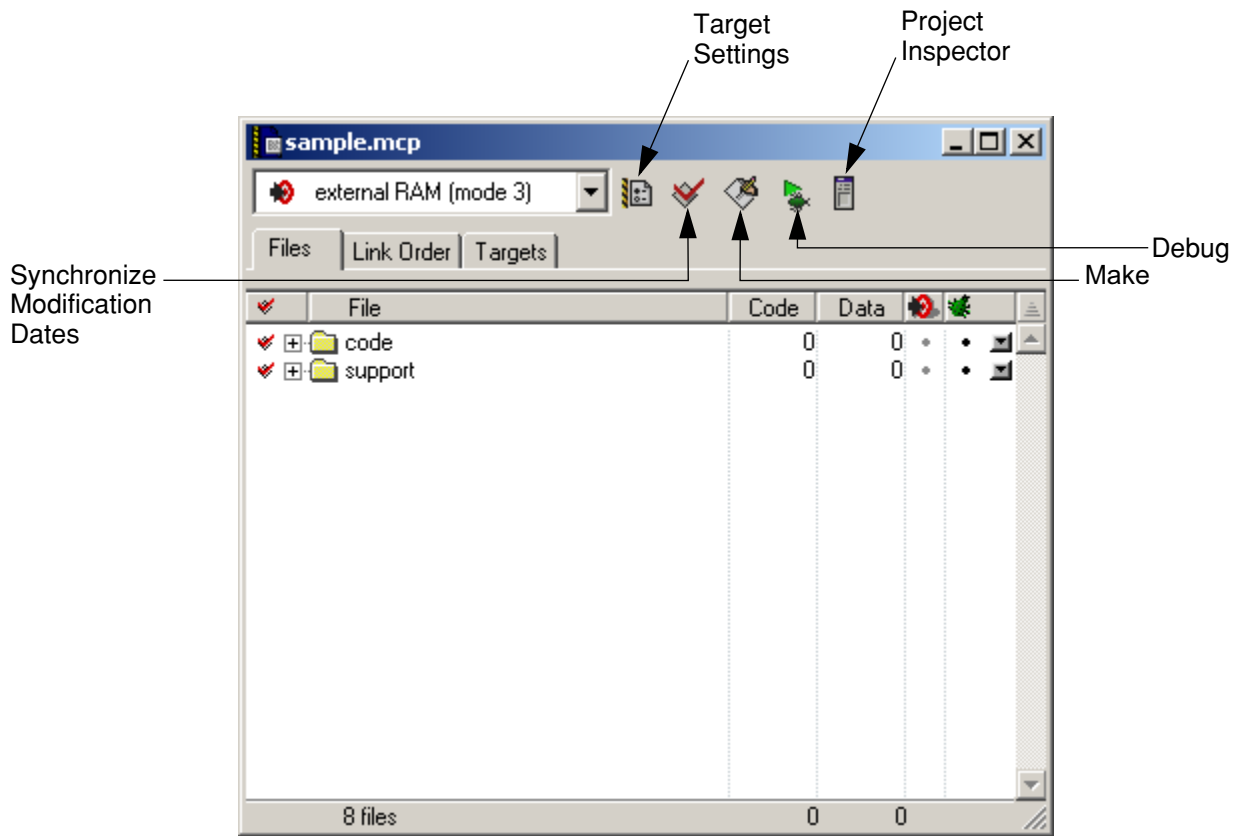 Target
Settings
Project
Inspector
sample.mcp
external RAM (mode 3)
Files Link Order Targets
Debug
Make
Synchronize
Modification
Dates
File Code Data
code 0 0
support 0 0
8 files 0 0